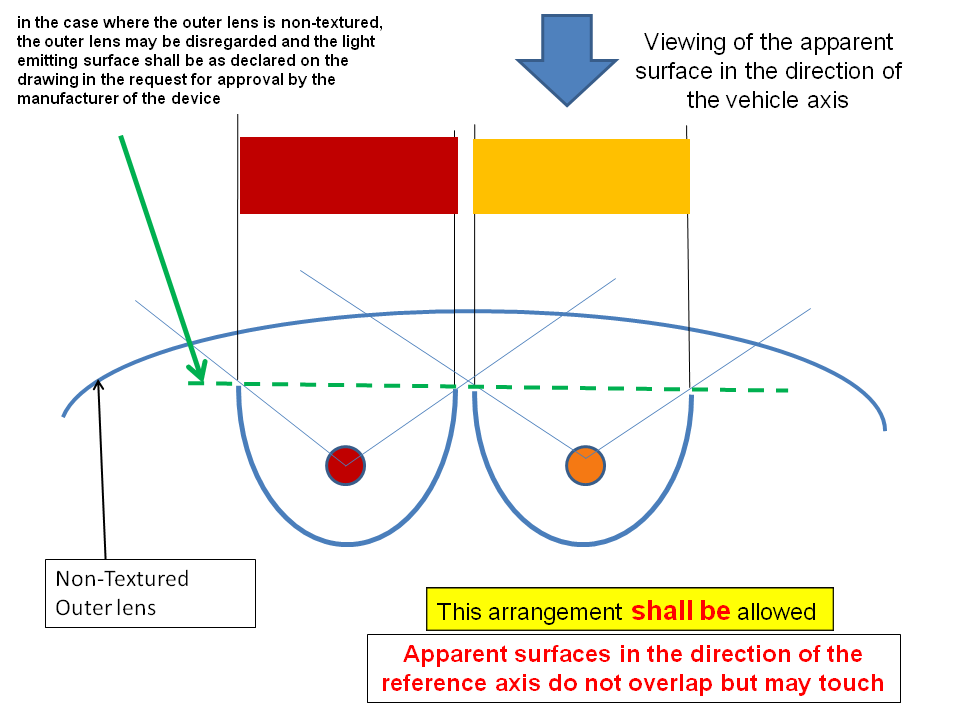 in the case where the outer lens is non-textured,
the outer lens may be disregarded and the light
emitting surface shall be as declared on the
drawing in the request for approval by the
manufacturer of the device
Viewing of the apparent
surface in the direction of
the vehicle axis
Non-Textured
Outer lens
This arrangement shall be allowed
Apparent surfaces in the direction of the
reference axis do not overlap but may touch